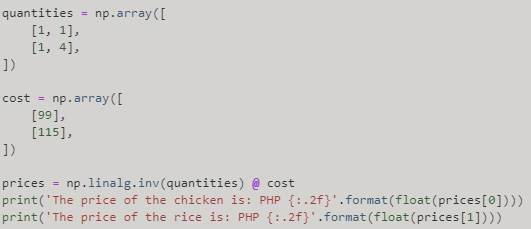 quantities = np.array([
    [1, 1],
    [1, 4],
])

cost = np.array([
    [99],
    [115],
])

prices = np.linalg.inv(quantities) @ cost
print('The price of the chicken is: PHP {:.2f}'.format(float(prices[0])))
print('The price of the rice is: PHP {:.2f}'.format(float(prices[1])))